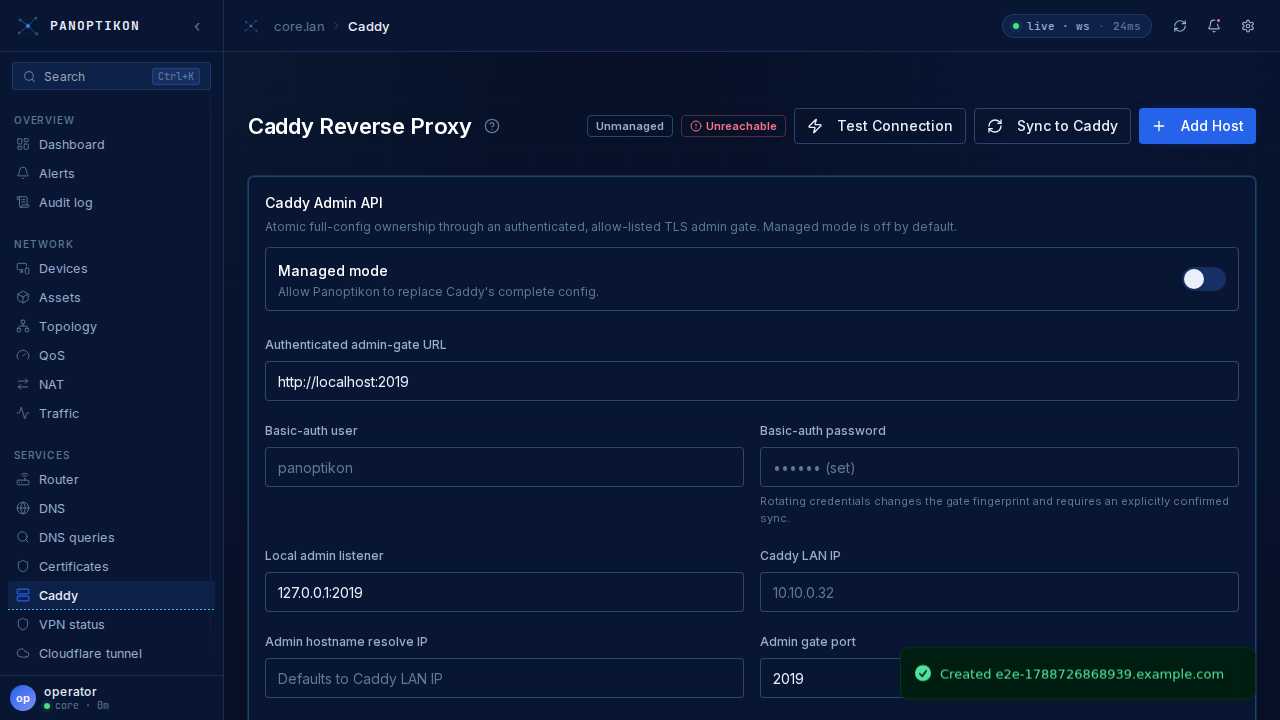 PANOPTIKON
core.lan › Caddy
live · ws · 24ms
Search
Ctrl+K
OVERVIEW
Dashboard
Alerts
Audit log
NETWORK
Devices
Assets
Topology
QoS
NAT
Traffic
SERVICES
Router
DNS
DNS queries
Certificates
Caddy
VPN status
Cloudflare tunnel
op
operator
core · 0m
Caddy Reverse Proxy
Unmanaged
Unreachable
Test Connection
Sync to Caddy
Add Host
Caddy Admin API
Atomic full-config ownership through an authenticated, allow-listed TLS admin gate. Managed mode is off by default.
Managed mode
Allow Panoptikon to replace Caddy's complete config.
Authenticated admin-gate URL
http://localhost:2019
Basic-auth user
panoptikon
Basic-auth password
•••••• (set)
Rotating credentials changes the gate fingerprint and requires an explicitly confirmed
sync.
Local admin listener
127.0.0.1:2019
Caddy LAN IP
10.10.0.32
Admin hostname resolve IP
Defaults to Caddy LAN IP
Admin gate port
2019
Created e2e-1788726868939.example.com